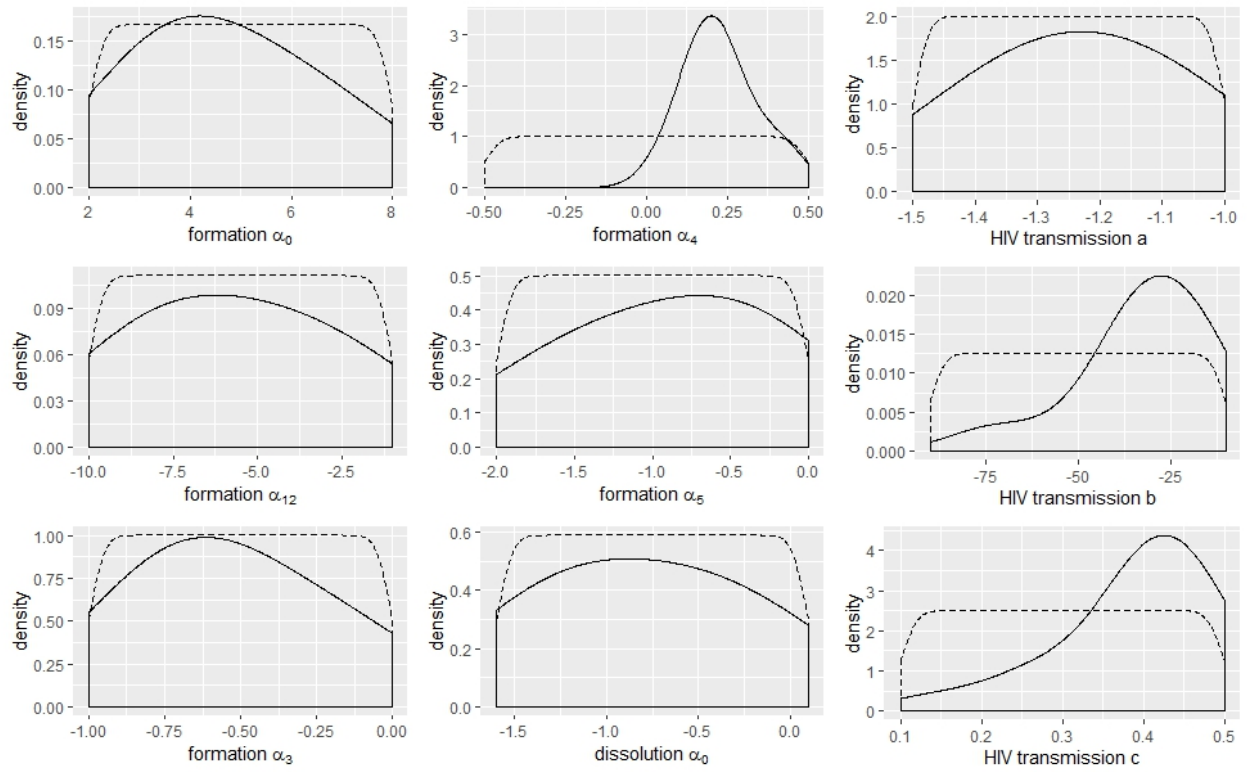 density
0.15
0.10
0.05
0.00
2 4 6 8
formation α0
density
3
2
1
0
-0.50 -0.25 0.00 0.25 0.50
formation α4
density
2.0
1.5
1.0
0.5
0.0
-1.5 -1.4 -1.3 -1.2 -1.1 -1.0
HIV transmission a
density
0.09
0.06
0.03
0.00
-10.0 -7.5 -5.0 -2.5
formation α12
density
0.5
0.4
0.3
0.2
0.1
0.0
-2.0 -1.5 -1.0 -0.5 0.0
formation α5
density
0.020
0.015
0.010
0.005
0.000
-75 -50 -25
HIV transmission b
density
1.00
0.75
0.50
0.25
0.00
-1.00 -0.75 -0.50 -0.25 0.00
formation α3
density
0.6
0.4
0.2
0.0
-1.5 -1.0 -0.5 0.0
dissolution α0
density
4
3
2
1
0
0.1 0.2 0.3 0.4 0.5
HIV transmission c